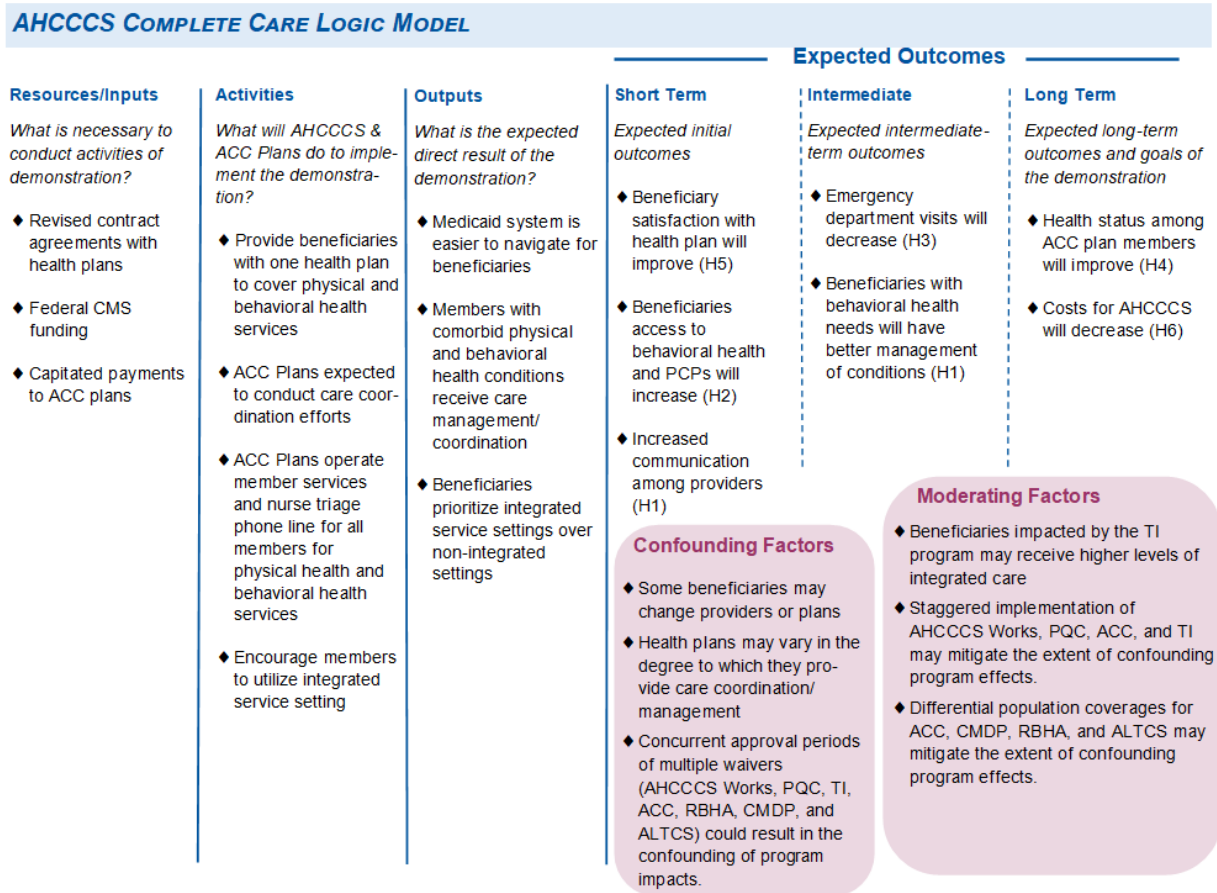 AHCCCS COMPLETE CARE LOGIC MODEL
Expected Outcomes
Resources/Inputs
What is necessary to
conduct activities of
demonstration?
♦ Revised contract
agreements with
health plans
♦ Federal CMS
funding
♦ Capitated payments
to ACC plans
Activities
What will AHCCCS &
ACC Plans do to imple-
ment the demonstra-
tion?
♦ Provide beneficiaries
with one health plan
to cover physical and
behavioral health
services
♦ ACC Plans expected
to conduct care coor-
dination efforts
♦ ACC Plans operate
member services
and nurse triage
phone line for all
members for
physical health and
behavioral health
services
♦ Encourage members
to utilize integrated
service setting
Outputs
What is the expected
direct result of the
demonstration?
♦ Medicaid system is
easier to navigate for
beneficiaries
♦ Members with
comorbid physical
and behavioral
health conditions
receive care
management/
coordination
♦ Beneficiaries
prioritize integrated
service settings over
non-integrated
settings
Short Term
Expected initial
outcomes
♦ Beneficiary
satisfaction with
health plan will
improve (H5)
♦ Beneficiaries
access to
behavioral health
and PCPs will
increase (H2)
♦ Increased
communication
among providers
(H1)
Intermediate
Expected intermediate-
term outcomes
♦ Emergency
department visits will
decrease (H3)
♦ Beneficiaries with
behavioral health
needs will have
better management
of conditions (H1)
Long Term
Expected long-term
outcomes and goals of
the demonstration
♦ Health status among
ACC plan members
will improve (H4)
♦ Costs for AHCCCS
will decrease (H6)
Confounding Factors
♦ Some beneficiaries may
change providers or plans
♦ Health plans may vary in the
degree to which they pro-
vide care coordination/
management
♦ Concurrent approval periods
of multiple waivers
(AHCCCS Works, PQC, TI,
ACC, RBHA, CMDP, and
ALTCS) could result in the
confounding of program
impacts.
Moderating Factors
♦ Beneficiaries impacted by the TI
program may receive higher levels of
integrated care
♦ Staggered implementation of
AHCCCS Works, PQC, ACC, and TI
may mitigate the extent of confounding
program effects.
♦ Differential population coverages for
ACC, CMDP, RBHA, and ALTCS may
mitigate the extent of confounding
program effects.